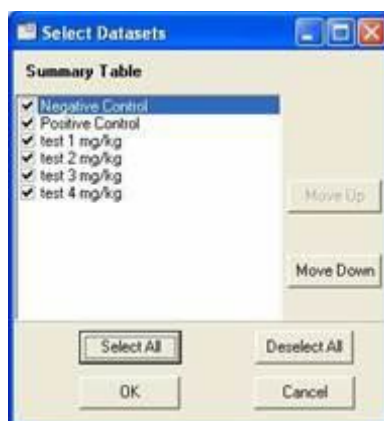 Select Datasets
Summary Table
Negative Control
Positive Control
test 1 mg/kg
test 2 mg/kg
test 3 mg/kg
test 4 mg/kg
Move Up
Move Down
Select All
Deselect All
OK
Cancel